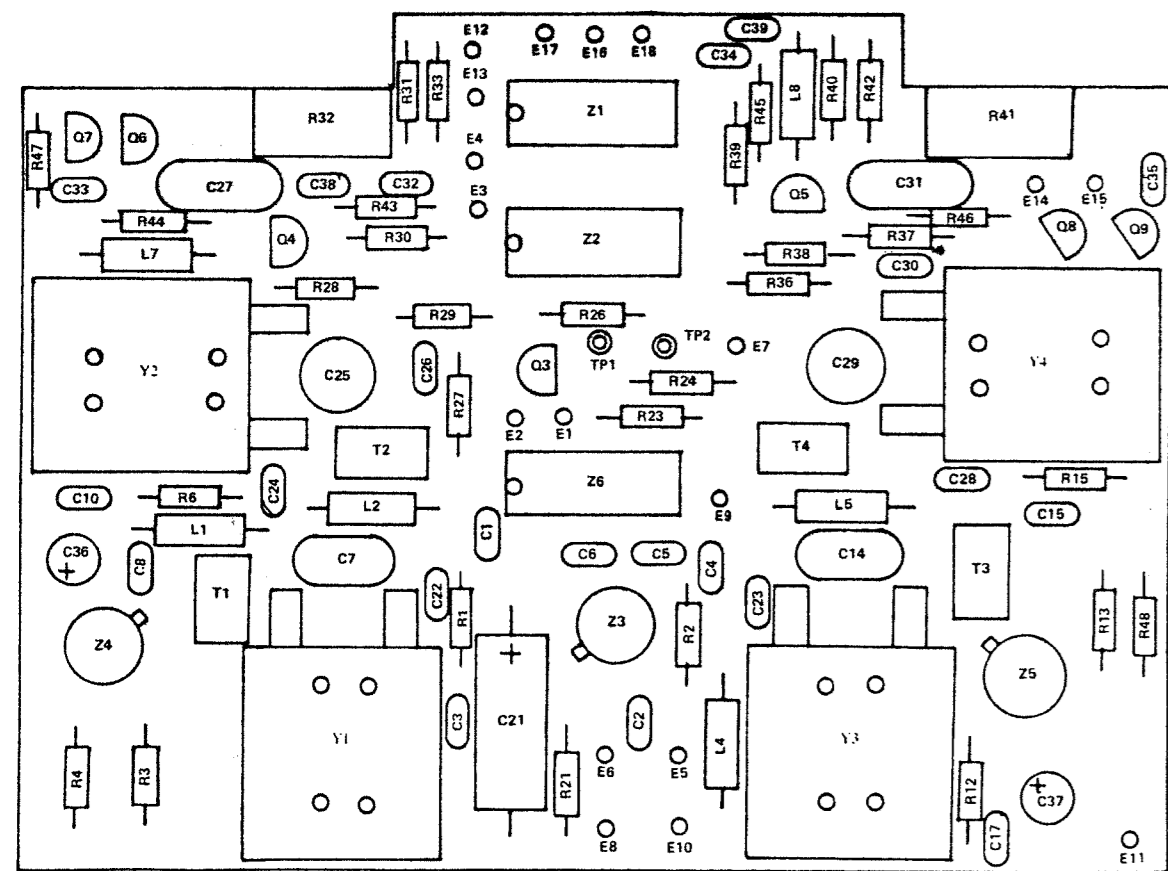 E12
E17
E16
E18
C39
C34
E13
R31
R33
R45
L8
R40
R42
R47
Q7
Q6
R32
E4
Z1
R39
R41
C33
C27
C38
C32
E3
Q5
C31
E14
E15
C35
R44
R43
R46
L7
Q4
R30
Z2
R38
R37
C30
Q8
Q9
R28
R36
R29
R26
TP1
TP2
E7
Y2
C25
C26
R27
Q3
R24
C29
Y4
R23
E2
E1
T2
T4
C10
R6
C24
L2
Z6
E9
L5
C28
R15
C15
L1
C36
+
C8
C7
C1
C6
C5
C4
C14
T3
T1
C22
R1
Z3
R2
C23
R13
R48
Z4
+
Z5
C3
C21
C2
L4
Y1
Y3
R4
R3
R21
E6
E5
R12
+
C37
E8
E10
C17
E11